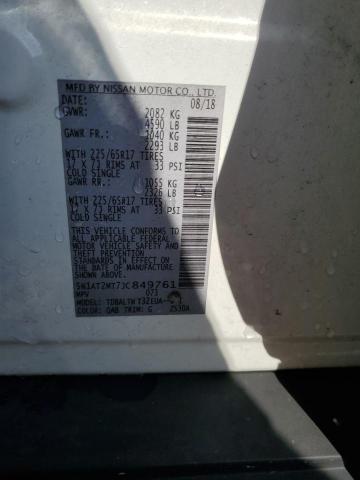 MFD BY NISSAN MOTOR CO., LTD.
DATE: 08/18
GVWR: 2082 KG
4590 LB
GAWR FR.: 1040 KG
2293 LB
WITH 225/65R17 TIRES
17 X 7J RIMS AT 33 PSI
COLD SINGLE
GAWR RR.: 1055 KG
2326 LB
WITH 225/65R17 TIRES
17 X 7J RIMS AT 33 PSI
COLD SINGLE
THIS VEHICLE CONFORMS TO ALL
APPLICABLE FEDERAL MOTOR
MOTOR VEHICLE SAFETY AND
THEFT PREVENTION STANDARDS
IN EFFECT ON THE DATE OF
MANUFACTURE SHOWN ABOVE.
5N1AT2MT7JC849761
MPV 073
MODEL:
COLOR: QAB TRIM: G